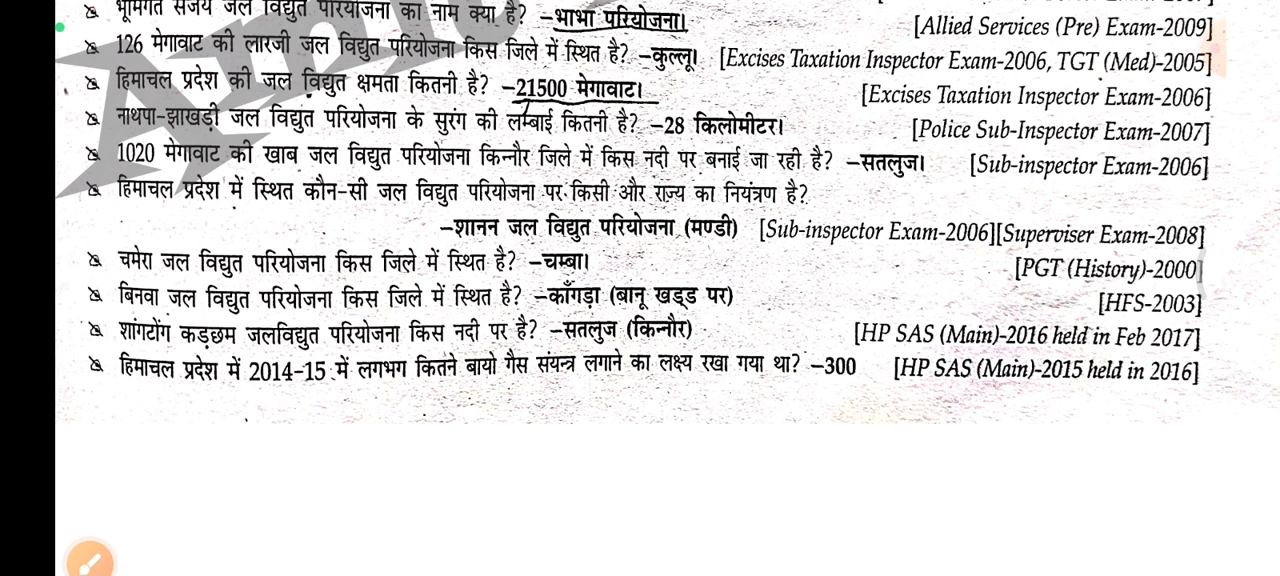 भूमिगत संजय जल विद्युत परियोजना का नाम क्या है? –भाभा परियोजना। [Allied Services (Pre) Exam-2009]
126 मेगावाट की लारजी जल विद्युत परियोजना किस जिले में स्थित है? –कुल्लू। [Excises Taxation Inspector Exam-2006, TGT (Med)-2005]
हिमाचल प्रदेश की जल विद्युत क्षमता कितनी है? –21500 मेगावाट। [Excises Taxation Inspector Exam-2006]
नाथपा-झाखड़ी जल विद्युत परियोजना के सुरंग की लम्बाई कितनी है? –28 किलोमीटर। [Police Sub-Inspector Exam-2007]
1020 मेगावाट की खाब जल विद्युत परियोजना किन्नौर जिले में किस नदी पर बनाई जा रही है? –सतलुज। [Sub-inspector Exam-2006]
हिमाचल प्रदेश में स्थित कौन-सी जल विद्युत परियोजना पर किसी और राज्य का नियंत्रण है?
–शानन जल विद्युत परियोजना (मण्डी) [Sub-inspector Exam-2006][Superviser Exam-2008]
चमेरा जल विद्युत परियोजना किस जिले में स्थित है? –चम्बा। [PGT (History)-2000]
बिनवा जल विद्युत परियोजना किस जिले में स्थित है? –काँगड़ा (बानू खड्ड पर) [HFS-2003]
शांगटोंग कड़छम जलविद्युत परियोजना किस नदी पर है? –सतलुज (किन्नौर) [HP SAS (Main)-2016 held in Feb 2017]
हिमाचल प्रदेश में 2014-15 में लगभग कितने बायो गैस संयन्त्र लगाने का लक्ष्य रखा गया था? –300 [HP SAS (Main)-2015 held in 2016]